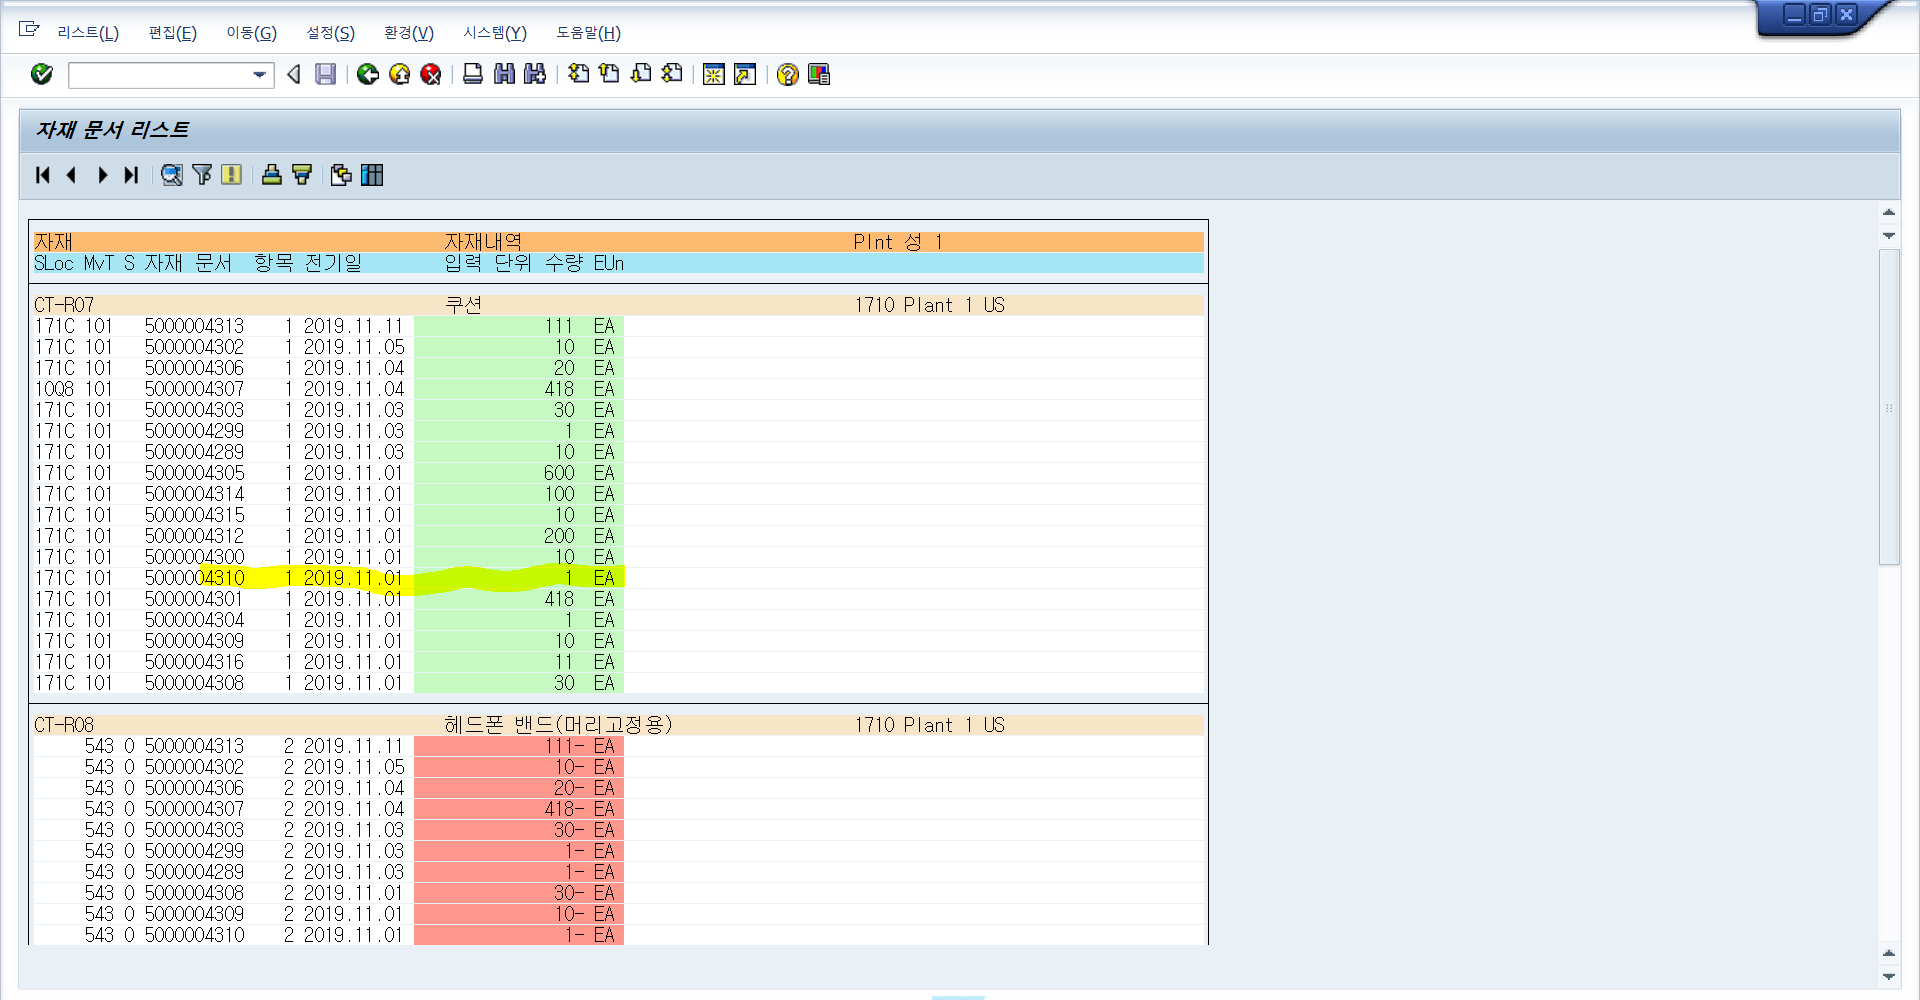 리스트(L) 편집(E) 이동(G) 설정(S) 환경(V) 시스템(Y) 도움말(H)
자재 문서 리스트
자재 자재내역 Plnt 성 1
SLoc MvT S 자재 문서 항목 전기일 입력 단위 수량 EUn
CT-R07 쿠션 1710 Plant 1 US
171C 101 5000004313 1 2019.11.11 111 EA
171C 101 5000004302 1 2019.11.05 10 EA
171C 101 5000004306 1 2019.11.04 20 EA
10Q8 101 5000004307 1 2019.11.04 418 EA
171C 101 5000004303 1 2019.11.03 30 EA
171C 101 5000004299 1 2019.11.03 1 EA
171C 101 5000004289 1 2019.11.03 10 EA
171C 101 5000004305 1 2019.11.01 600 EA
171C 101 5000004314 1 2019.11.01 100 EA
171C 101 5000004315 1 2019.11.01 10 EA
171C 101 5000004312 1 2019.11.01 200 EA
171C 101 5000004300 1 2019.11.01 10 EA
171C 101 5000004310 1 2019.11.01 1 EA
171C 101 5000004301 1 2019.11.01 418 EA
171C 101 5000004304 1 2019.11.01 1 EA
171C 101 5000004309 1 2019.11.01 10 EA
171C 101 5000004316 1 2019.11.01 11 EA
171C 101 5000004308 1 2019.11.01 30 EA
CT-R08 헤드폰 밴드(머리고정용) 1710 Plant 1 US
543 O 5000004313 2 2019.11.11 111- EA
543 O 5000004302 2 2019.11.05 10- EA
543 O 5000004306 2 2019.11.04 20- EA
543 O 5000004307 2 2019.11.04 418- EA
543 O 5000004303 2 2019.11.03 30- EA
543 O 5000004299 2 2019.11.03 1- EA
543 O 5000004289 2 2019.11.03 1- EA
543 O 5000004308 2 2019.11.01 30- EA
543 O 5000004309 2 2019.11.01 10- EA
543 O 5000004310 2 2019.11.01 1- EA